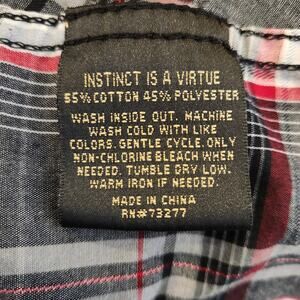 INSTINCT IS A VIRTUE
55% COTTON 45% POLYESTER
WASH INSIDE OUT. MACHINE
WASH COLD WITH LIKE
COLORS. GENTLE CYCLE. ONLY
NON-CHLORINE BLEACH WHEN
NEEDED. TUMBLE DRY LOW.
WARM IRON IF NEEDED.
MADE IN CHINA
RN#73277